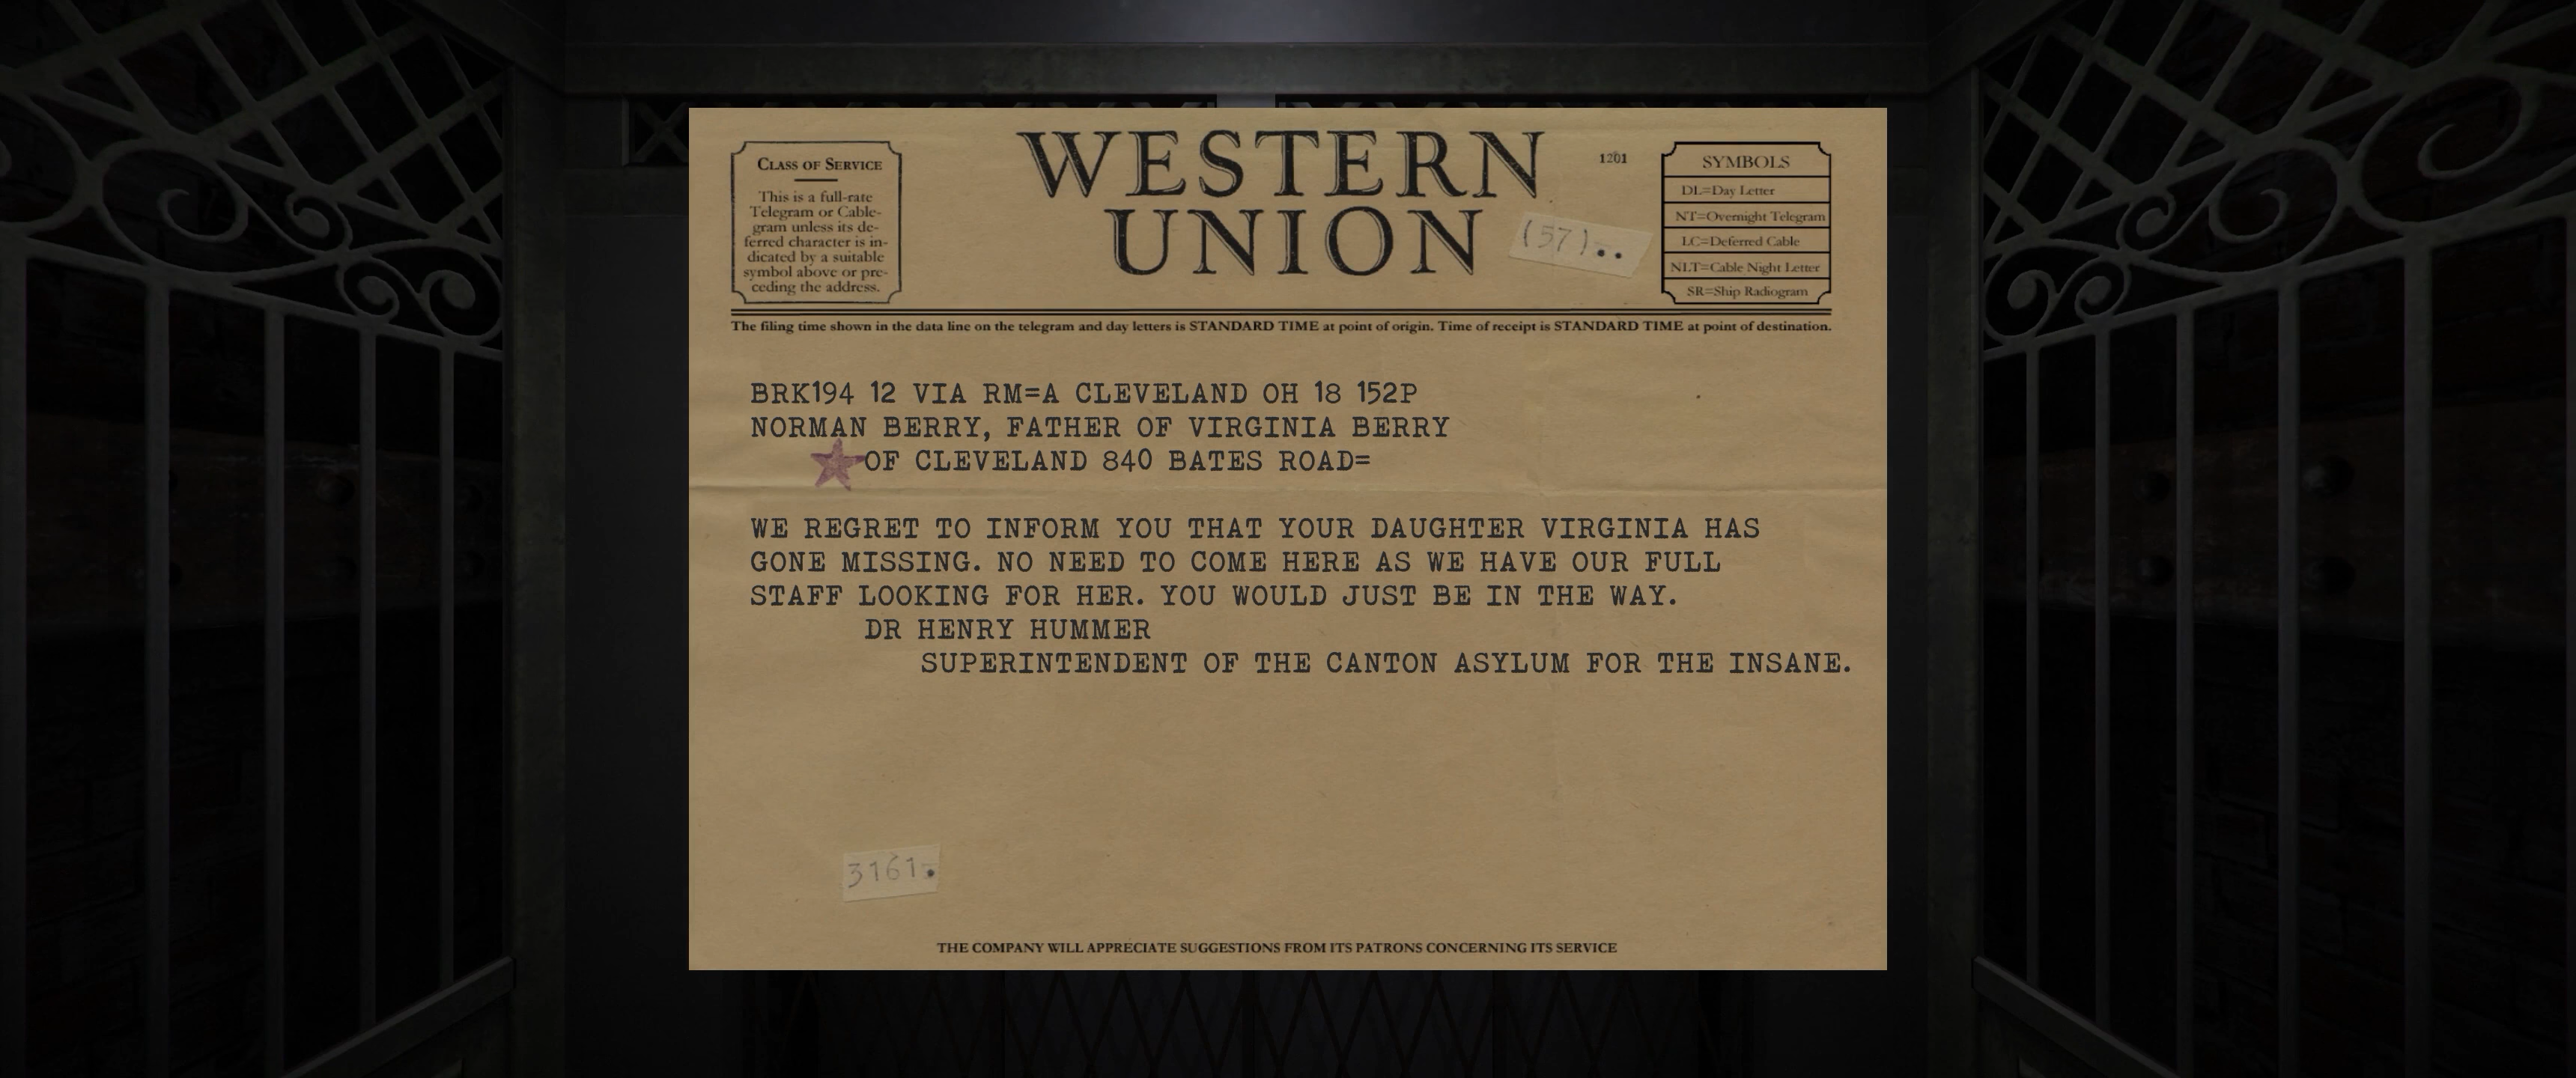 CLASS OF SERVICE
This is a full-rate
Telegram or Cable-
gram unless its de-
ferred character is in-
dicated by a suitable
symbol above or pre-
ceding the address.
WESTERN
UNION
1201
(57)-..
SYMBOLS
DL=Day Letter
NT=Overnight Telegram
LC=Deferred Cable
NLT=Cable Night Letter
SR=Ship Radiogram
The filing time shown in the data line on the telegram and day letters is STANDARD TIME at point of origin. Time of receipt is STANDARD TIME at point of destination.
BRK194 12 VIA RM=A CLEVELAND OH 18 152P
NORMAN BERRY, FATHER OF VIRGINIA BERRY
OF CLEVELAND 840 BATES ROAD=
WE REGRET TO INFORM YOU THAT YOUR DAUGHTER VIRGINIA HAS
GONE MISSING. NO NEED TO COME HERE AS WE HAVE OUR FULL
STAFF LOOKING FOR HER. YOU WOULD JUST BE IN THE WAY.
DR HENRY HUMMER
SUPERINTENDENT OF THE CANTON ASYLUM FOR THE INSANE.
3161-.
THE COMPANY WILL APPRECIATE SUGGESTIONS FROM ITS PATRONS CONCERNING ITS SERVICE